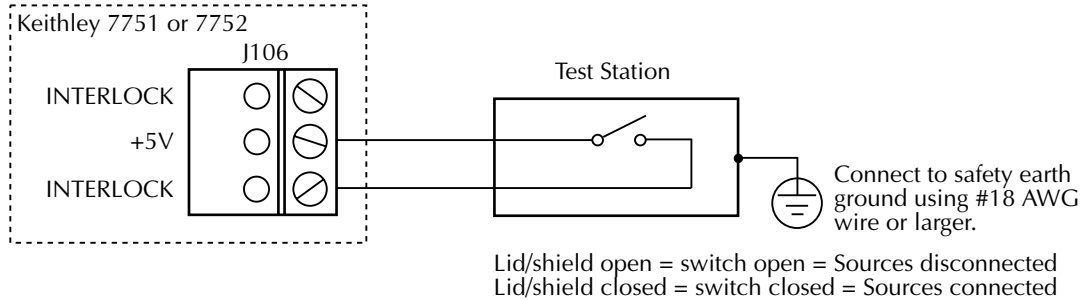 Keithley 7751 or 7752
J106
INTERLOCK
+5V
INTERLOCK
Test Station
Connect to safety earth
ground using #18 AWG
wire or larger.
Lid/shield open = switch open = Sources disconnected
Lid/shield closed = switch closed = Sources connected